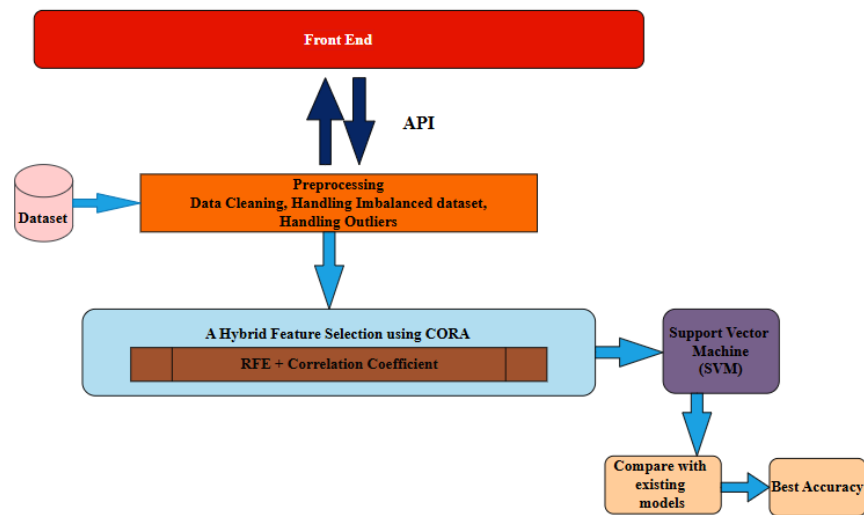 Front End
API
Preprocessing
Data Cleaning, Handling Imbalanced dataset,
Handling Outliers
Dataset
A Hybrid Feature Selection using CORA
RFE + Correlation Coefficient
Support Vector
Machine
(SVM)
Compare with
existing
models
Best Accuracy